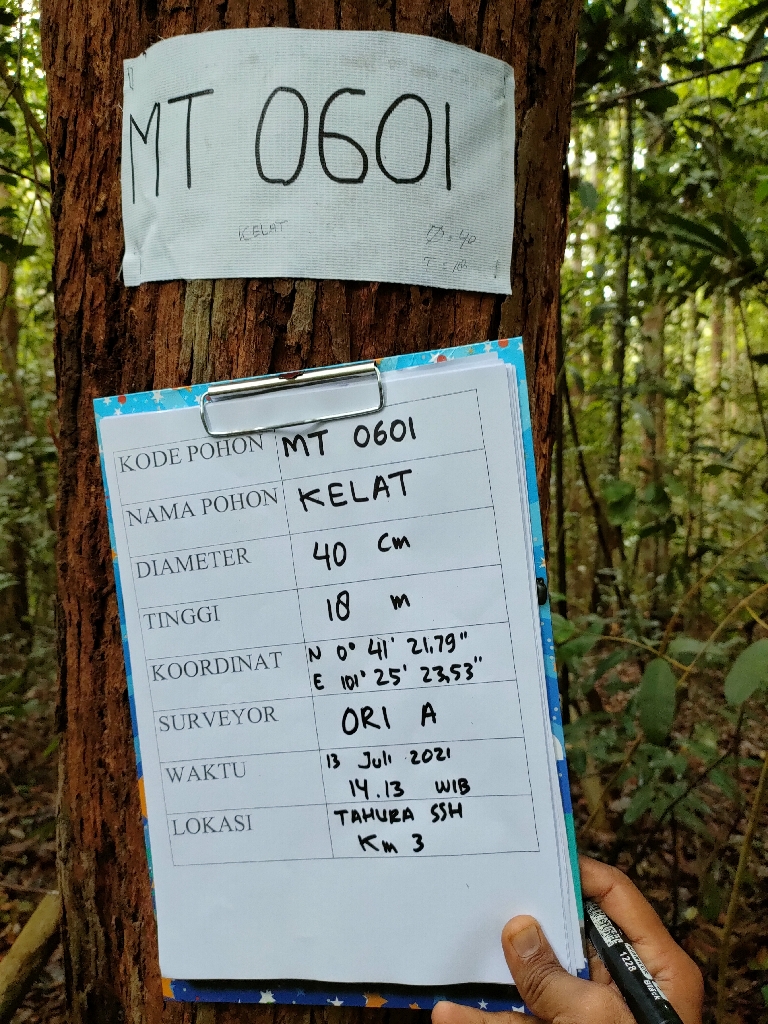 MT 0601
KELAT
D = 40
T = 18
KODE POHON MT 0601
NAMA POHON KELAT
DIAMETER 40 Cm
TINGGI 18 m
KOORDINAT N 0° 41' 21,79"
E 101° 25' 23,53"
SURVEYOR ORI A
WAKTU 13 Juli 2021
14.13 WIB
LOKASI TAHURA SSH
Km 3
1228